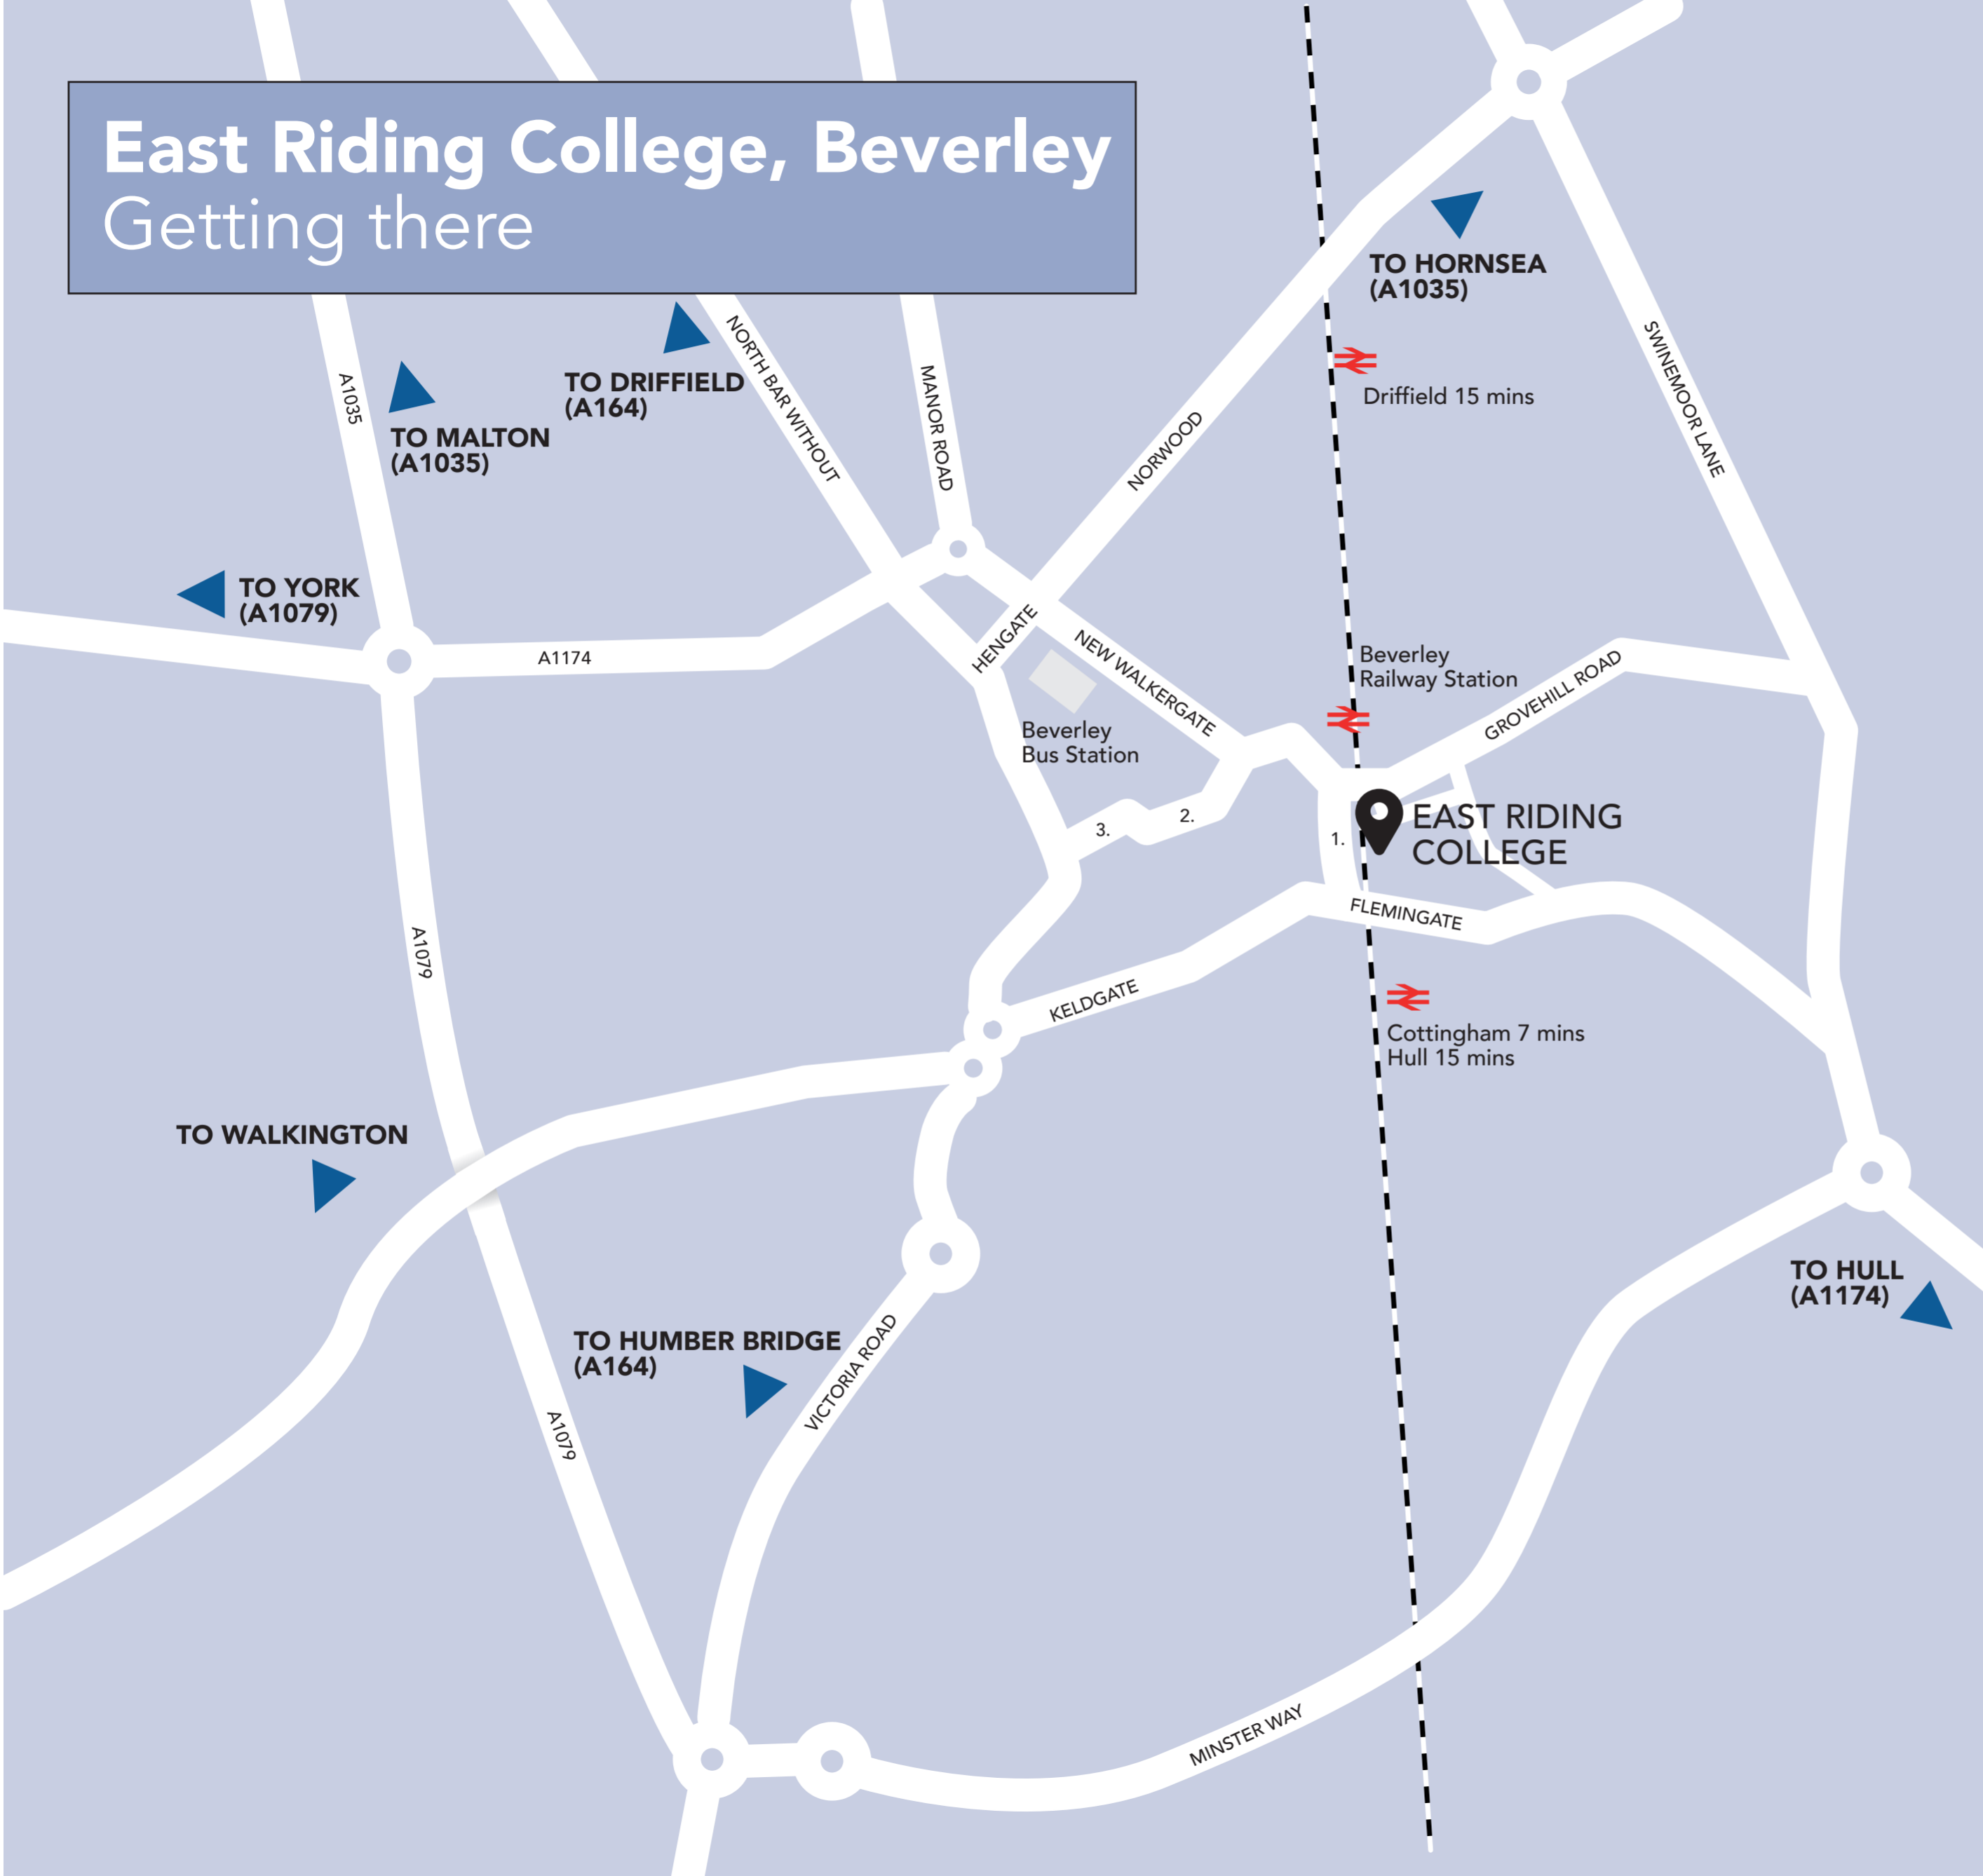 East Riding College, Beverley
Getting there
TO HORNSEA
(A1035)
SWINEMOOR LANE
NORTH BAR WITHOUT
MANOR ROAD
A1035
TO DRIFFIELD
(A164)
Driffield 15 mins
NORWOOD
TO MALTON
(A1035)
TO YORK
(A1079)
A1174
HENGATE
NEW WALKERGATE
Beverley
Railway Station
GROVEHILL ROAD
Beverley
Bus Station
3.
2.
1.
EAST RIDING
COLLEGE
FLEMINGATE
A1079
KELDGATE
Cottingham 7 mins
Hull 15 mins
TO WALKINGTON
TO HULL
(A1174)
TO HUMBER BRIDGE
(A164)
VICTORIA ROAD
A1079
MINSTER WAY